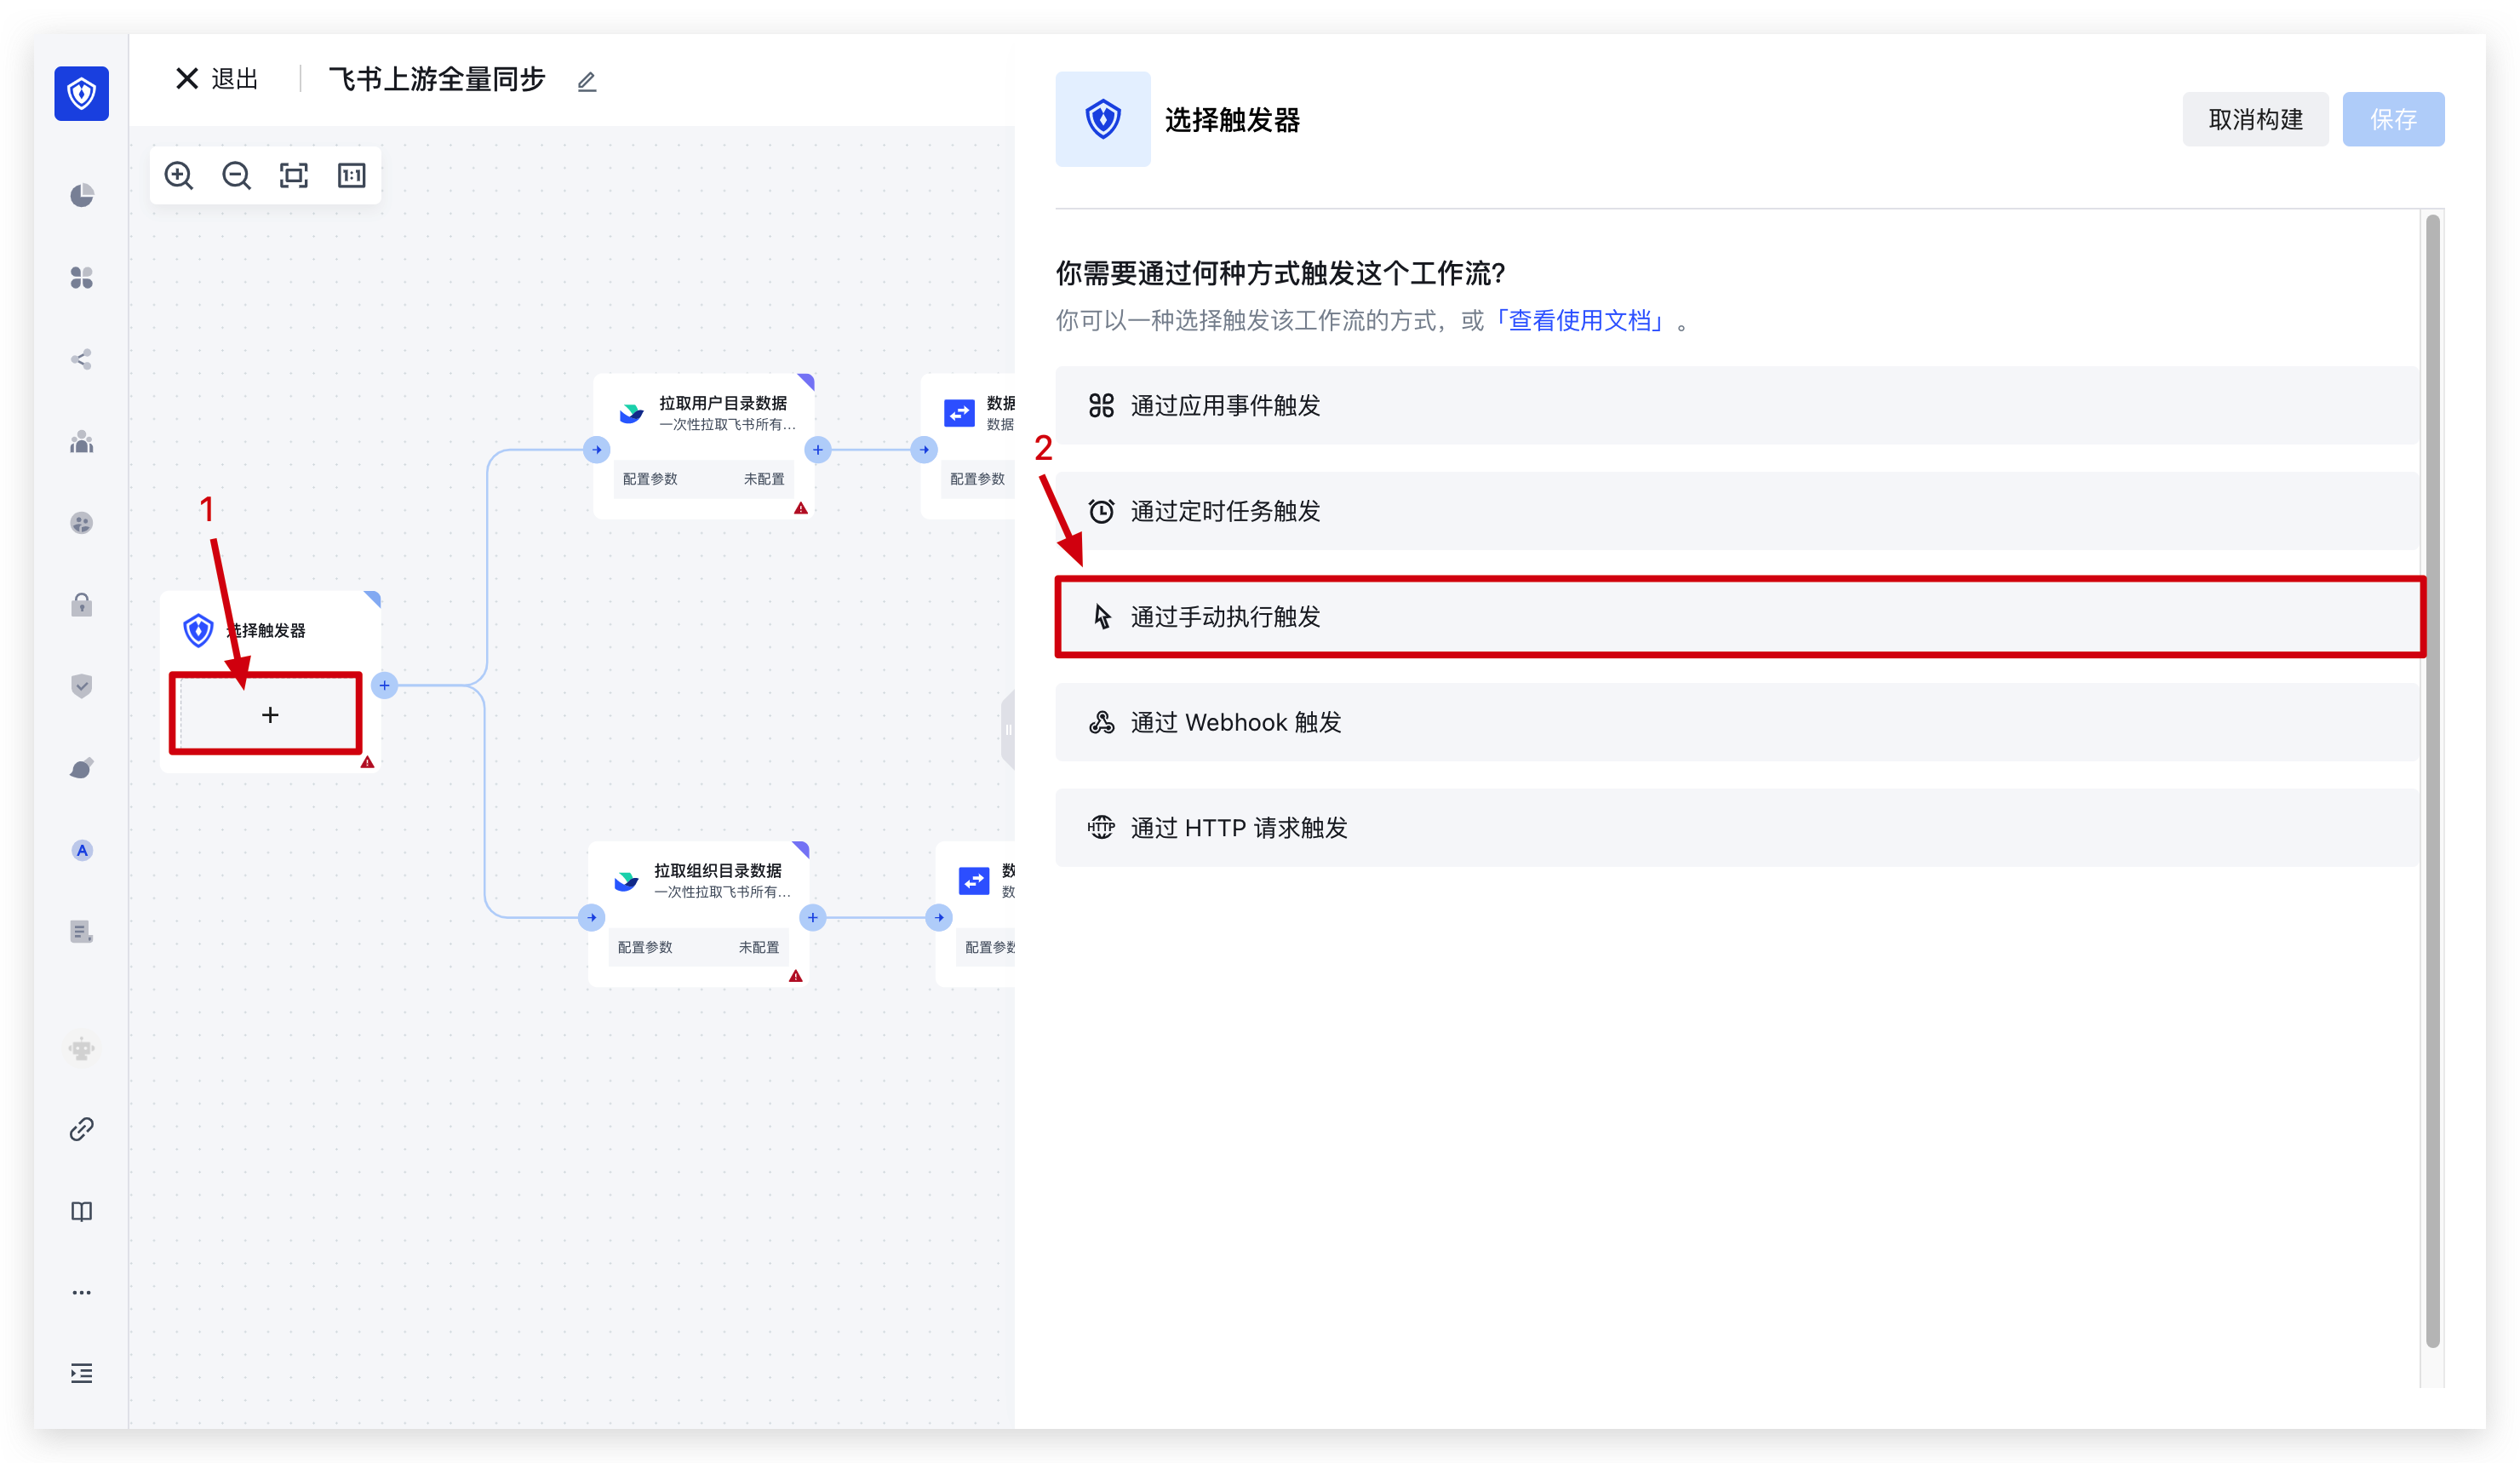 退出
飞书上游全量同步
1:1
选择触发器
取消构建
保存
你需要通过何种方式触发这个工作流?
你可以一种选择触发该工作流的方式，或「查看使用文档」。
通过应用事件触发
通过定时任务触发
通过手动执行触发
通过 Webhook 触发
HTTP
通过 HTTP 请求触发
1
2
选择触发器
+
拉取用户目录数据
一次性拉取飞书所有...
配置参数
未配置
数据
数据
配置参数
拉取组织目录数据
一次性拉取飞书所有...
配置参数
未配置
数
数
配置参数
A